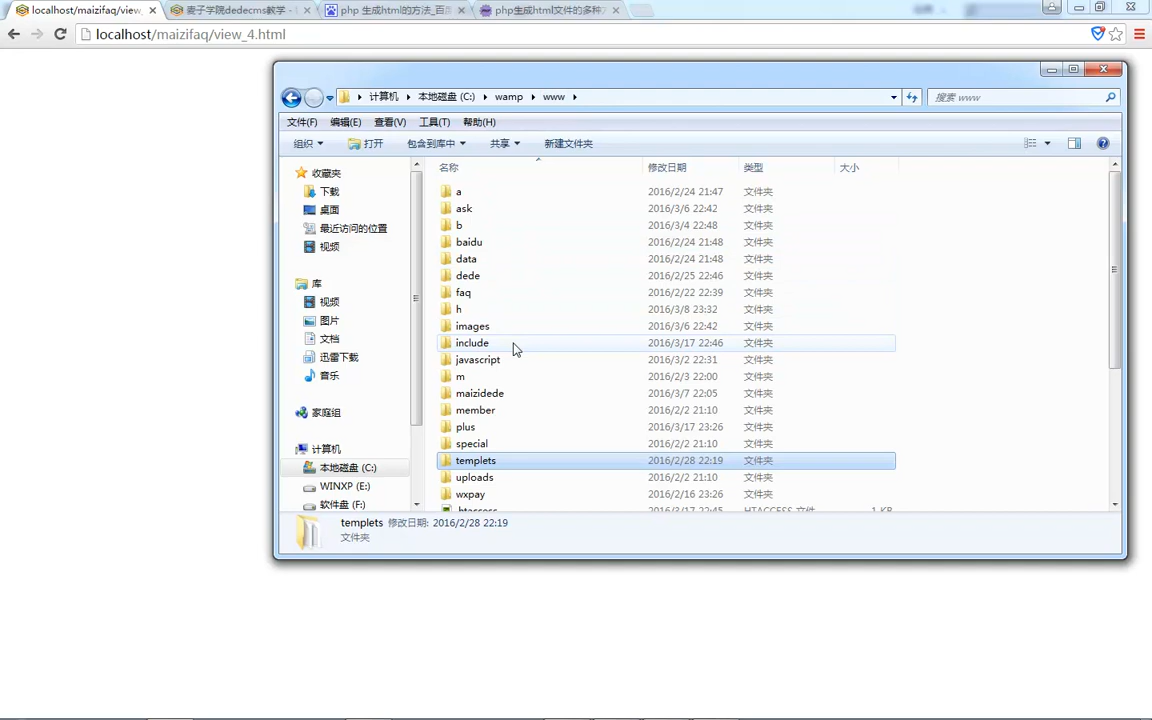 localhost/maizifaq/view_ 麦子学院dedecms教学 - php 生成html的方法_百 php生成html文件的多种
localhost/maizifaq/view_4.html
计算机 本地磁盘 (C:) wamp www 搜索 www
文件(F) 编辑(E) 查看(V) 工具(T) 帮助(H)
组织 打开 包含到库中 共享 新建文件夹
名称 修改日期 类型 大小
收藏夹
下载
桌面
最近访问的位置
视频
库
视频
图片
文档
迅雷下载
音乐
家庭组
计算机
本地磁盘 (C:)
WINXP (E:)
软件盘 (F:)
a 2016/2/24 21:47 文件夹
ask 2016/3/6 22:42 文件夹
b 2016/3/4 22:48 文件夹
baidu 2016/2/24 21:48 文件夹
data 2016/2/24 21:48 文件夹
dede 2016/2/25 22:46 文件夹
faq 2016/2/22 22:39 文件夹
h 2016/3/8 23:32 文件夹
images 2016/3/6 22:42 文件夹
include 2016/3/17 22:46 文件夹
javascript 2016/3/2 22:31 文件夹
m 2016/2/3 22:00 文件夹
maizidede 2016/3/7 22:05 文件夹
member 2016/2/2 21:10 文件夹
plus 2016/3/17 23:26 文件夹
special 2016/2/2 21:10 文件夹
templets 2016/2/28 22:19 文件夹
uploads 2016/2/2 21:10 文件夹
wxpay 2016/2/16 23:26 文件夹
.htaccess 2016/3/17 22:45 HTACCESS 文件 1 KB
templets 修改日期: 2016/2/28 22:19
文件夹